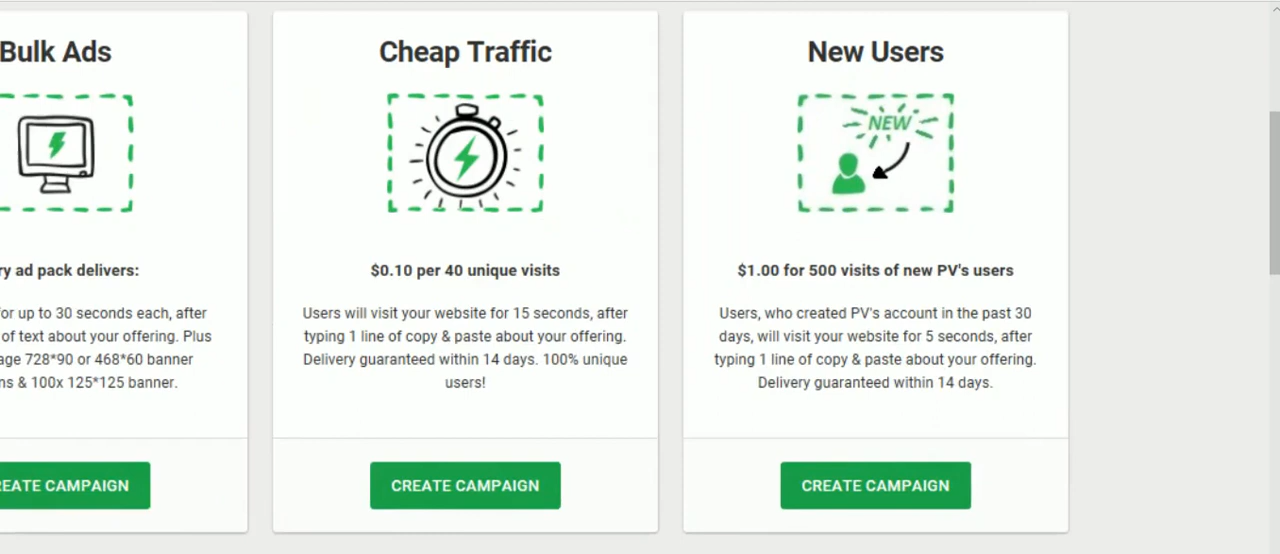 Bulk Ads
ry ad pack delivers:
or up to 30 seconds each, after
of text about your offering. Plus
age 728*90 or 468*60 banner
ns & 100x 125*125 banner.
REATE CAMPAIGN
Cheap Traffic
$0.10 per 40 unique visits
Users will visit your website for 15 seconds, after
typing 1 line of copy & paste about your offering.
Delivery guaranteed within 14 days. 100% unique
users!
CREATE CAMPAIGN
New Users
NEW
$1.00 for 500 visits of new PV's users
Users, who created PV's account in the past 30
days, will visit your website for 5 seconds, after
typing 1 line of copy & paste about your offering.
Delivery guaranteed within 14 days.
CREATE CAMPAIGN